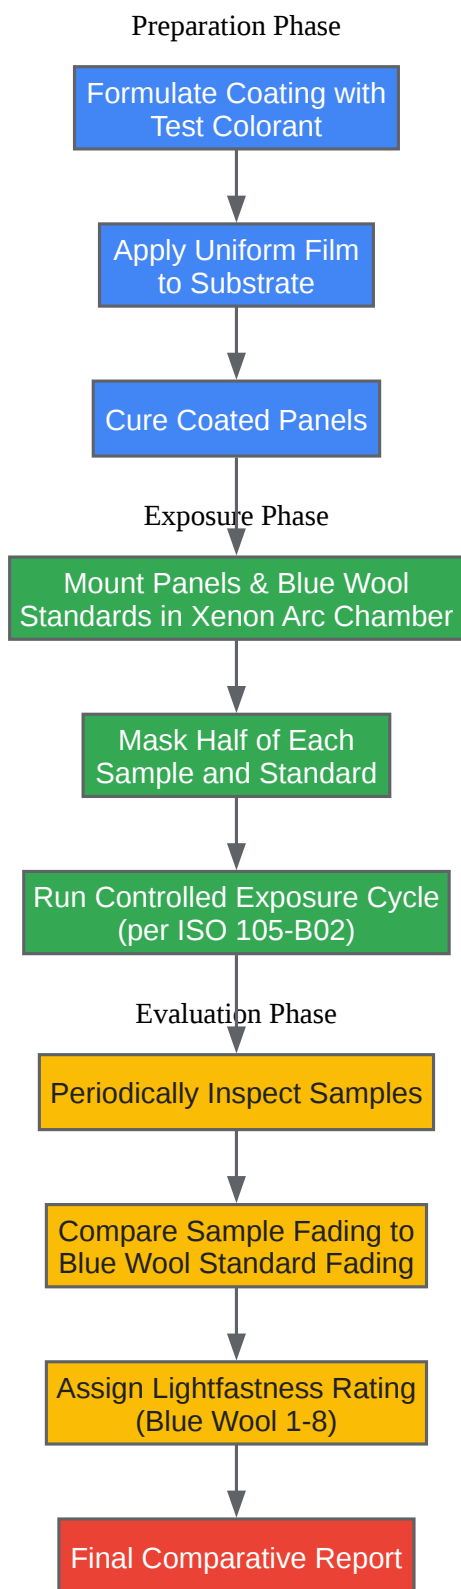 Preparation Phase
Formulate Coating with
Test Colorant
Apply Uniform Film
to Substrate
Cure Coated Panels
Exposure Phase
Mount Panels & Blue Wool
Standards in Xenon Arc Chamber
Mask Half of Each
Sample and Standard
Run Controlled Exposure Cycle
(per ISO 105-B02)
Evaluation Phase
Periodically Inspect Samples
Compare Sample Fading to
Blue Wool Standard Fading
Assign Lightfastness Rating
(Blue Wool 1-8)
Final Comparative Report